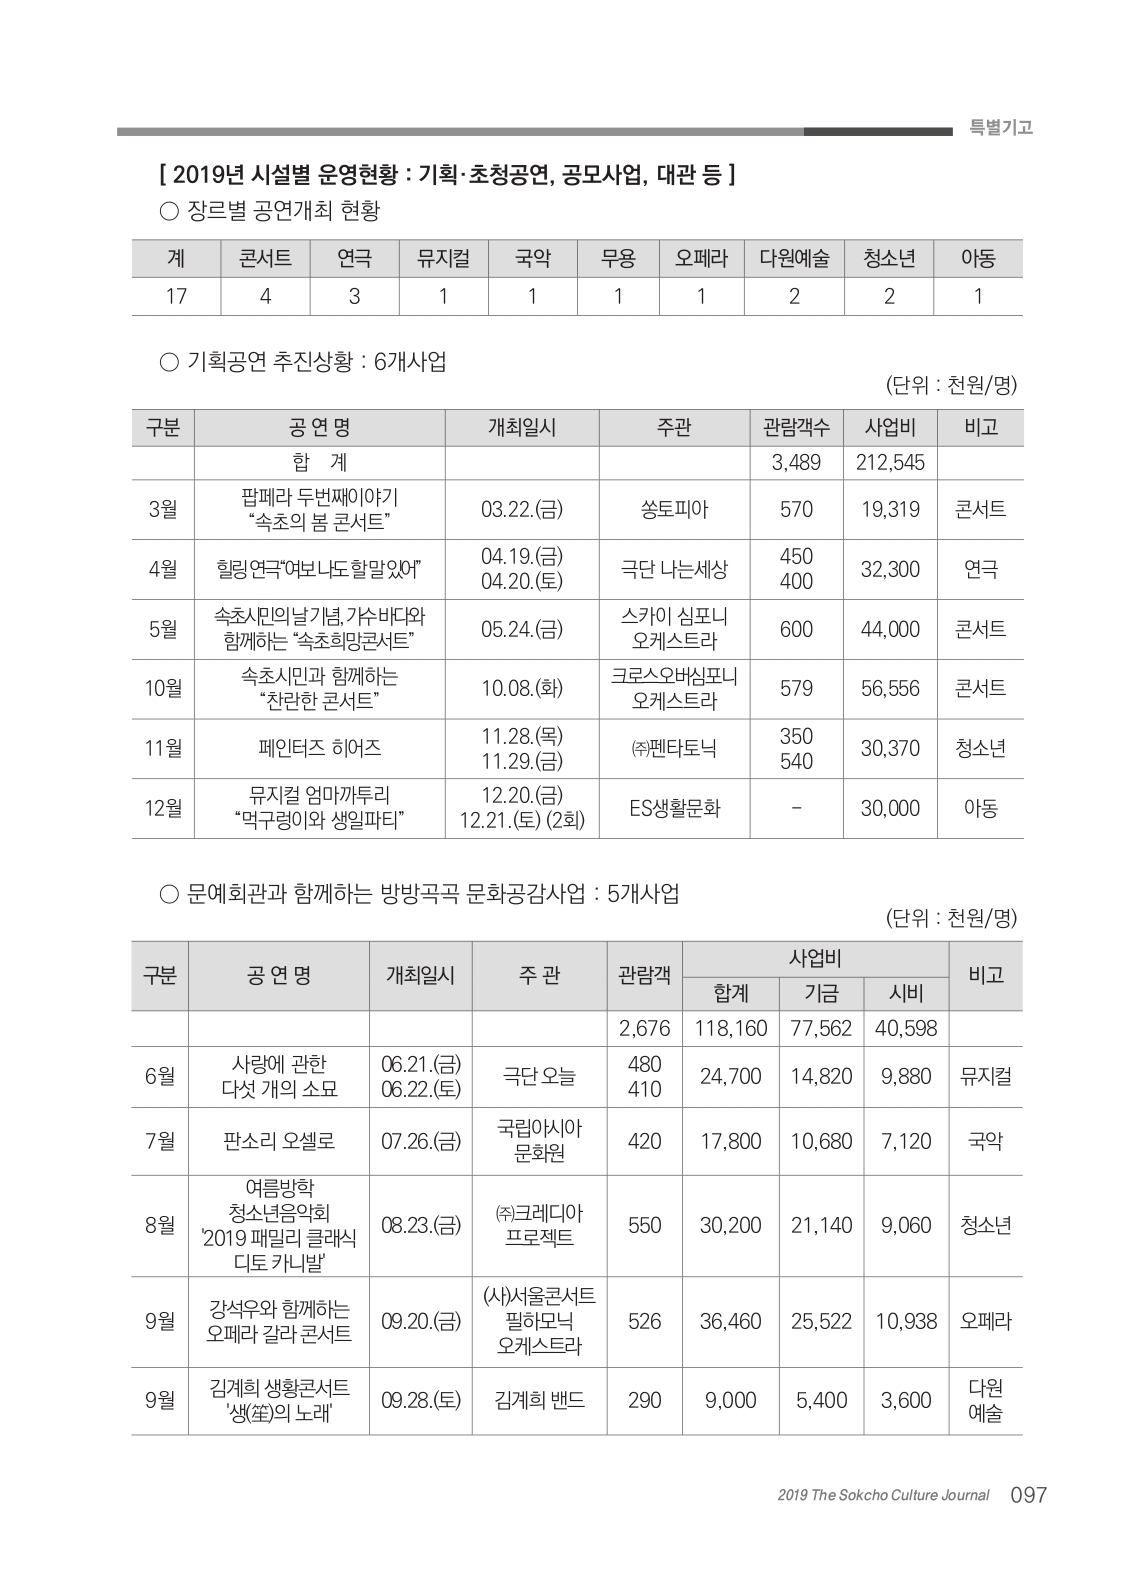 특별기고
[ 2019년 시설별 운영현황 : 기획·초청공연, 공모사업, 대관 등 ]
○ 장르별 공연개최 현황
계 콘서트 연극 뮤지컬 국악 무용 오페라 다원예술 청소년 아동
17 4 3 1 1 1 1 2 2 1
○ 기획공연 추진상황 : 6개사업
(단위 : 천원/명)
구분 공 연 명 개최일시 주관 관람객수 사업비 비고
합 계 3,489 212,545
3월 팝페라 두번째이야기 “속초의 봄 콘서트” 03.22.(금) 쏭토피아 570 19,319 콘서트
4월 힐링연극“여보 나도 할 말 있어” 04.19.(금) 04.20.(토) 극단 나는세상 450 400 32,300 연극
5월 속초시민의 날 기념, 가수 바다와 함께하는 “속초희망콘서트” 05.24.(금) 스카이 심포니 오케스트라 600 44,000 콘서트
10월 속초시민과 함께하는 “찬란한 콘서트” 10.08.(화) 크로스오버심포니 오케스트라 579 56,556 콘서트
11월 페인터즈 히어즈 11.28.(목) 11.29.(금) ㈜펜타토닉 350 540 30,370 청소년
12월 뮤지컬 엄마까투리 “먹구렁이와 생일파티” 12.20.(금) 12.21.(토) (2회) ES생활문화 – 30,000 아동
○ 문예회관과 함께하는 방방곡곡 문화공감사업 : 5개사업
(단위 : 천원/명)
구분 공 연 명 개최일시 주 관 관람객 사업비 비고
합계 기금 시비
2,676 118,160 77,562 40,598
6월 사랑에 관한 다섯 개의 소묘 06.21.(금) 06.22.(토) 극단 오늘 480 410 24,700 14,820 9,880 뮤지컬
7월 판소리 오셀로 07.26.(금) 국립아시아 문화원 420 17,800 10,680 7,120 국악
8월 여름방학 청소년음악회 '2019 패밀리 클래식 디토 카니발' 08.23.(금) ㈜크레디아 프로젝트 550 30,200 21,140 9,060 청소년
9월 강석우와 함께하는 오페라 갈라 콘서트 09.20.(금) (사)서울콘서트 필하모닉 오케스트라 526 36,460 25,522 10,938 오페라
9월 김계희 생황콘서트 '생(笙)의 노래' 09.28.(토) 김계희 밴드 290 9,000 5,400 3,600 다원 예술
2019 The Sokcho Culture Journal 097